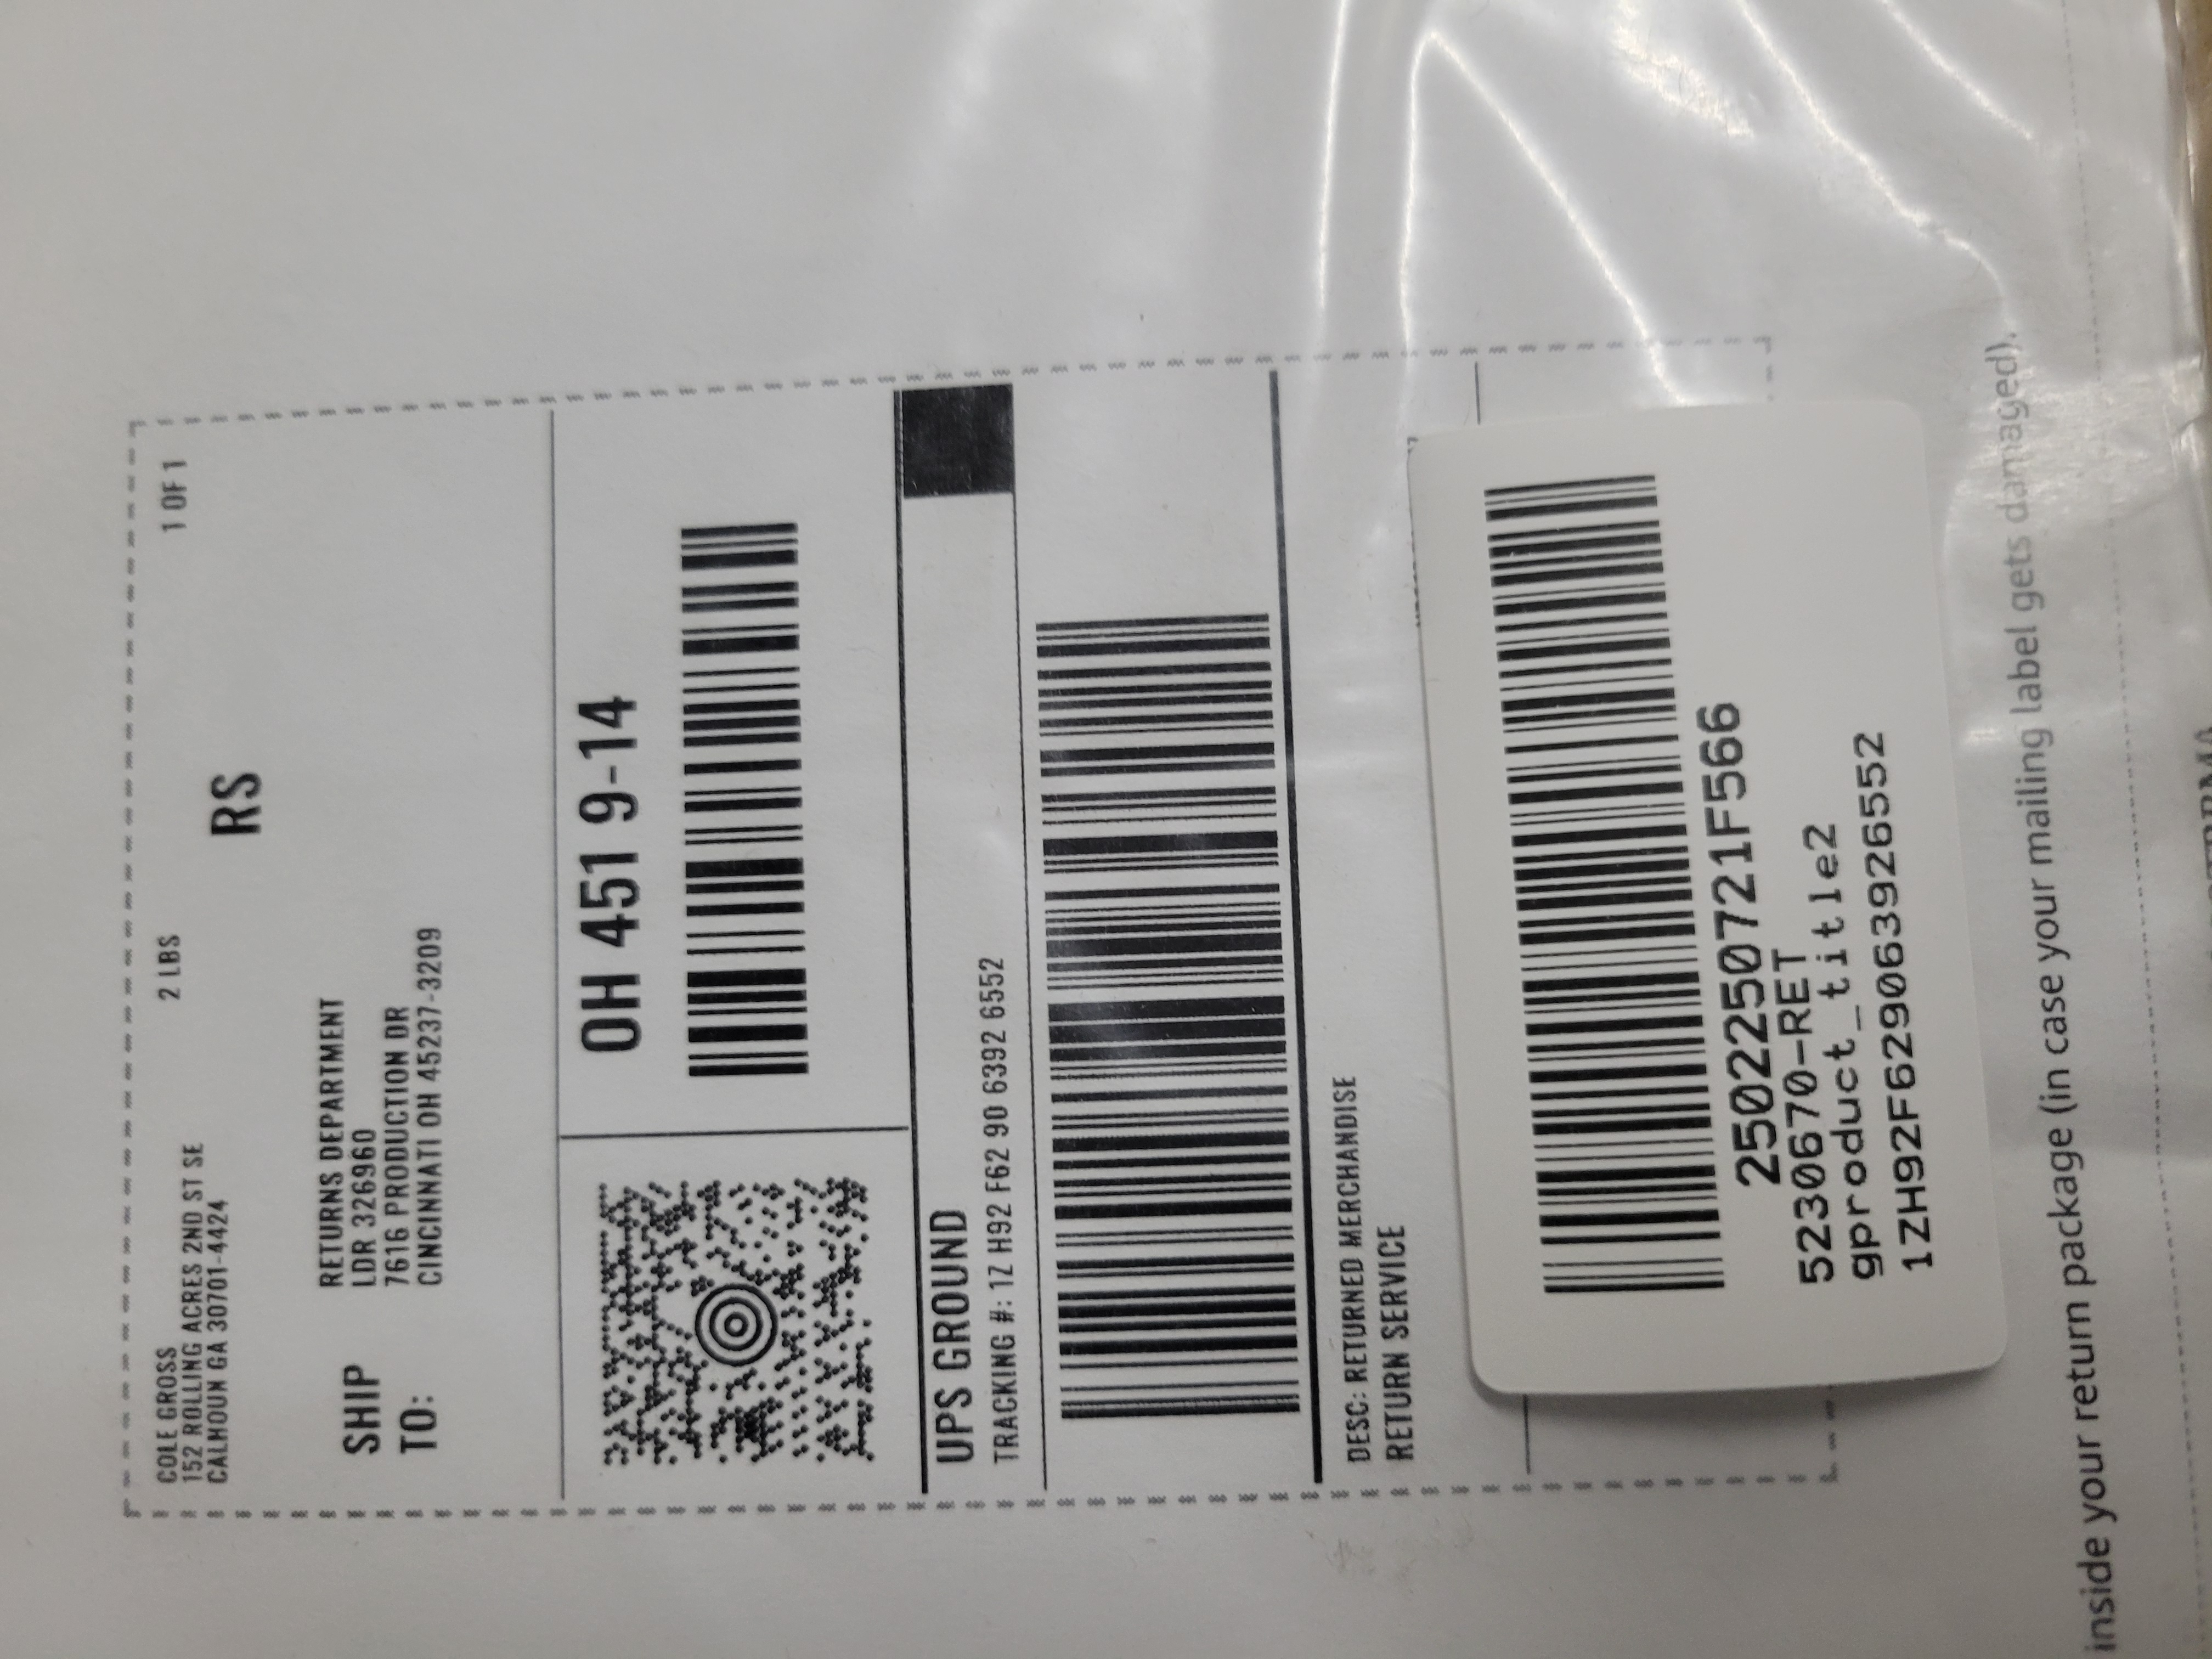 COLE GROSS
152 ROLLING ACRES 2ND ST SE
CALHOUN GA 30701-4424
2 LBS
1 OF 1
RS
SHIP
TO:
RETURNS DEPARTMENT
LDR 326960
7616 PRODUCTION DR
CINCINNATI OH 45237-3209
OH 451 9-14
UPS GROUND
TRACKING #: 1Z H92 F62 90 6392 6552
DESC: RETURNED MERCHANDISE
RETURN SERVICE
2502250721F566
5230670-RET
gproduct_title2
1ZH92F629063926552
inside your return package (in case your mailing label gets damaged).